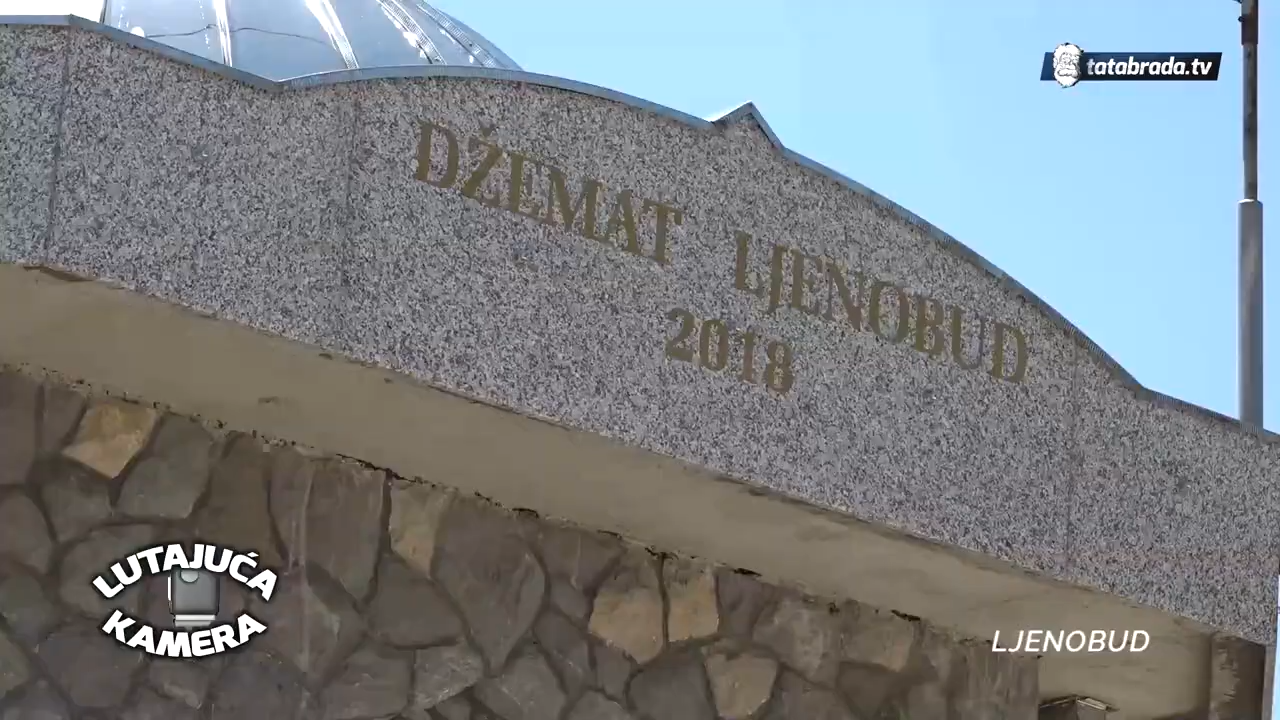 tatabrada.tv
DŽEMAT LJENOBUD
2018
LUTAJUĆA
KAMERA
LJENOBUD